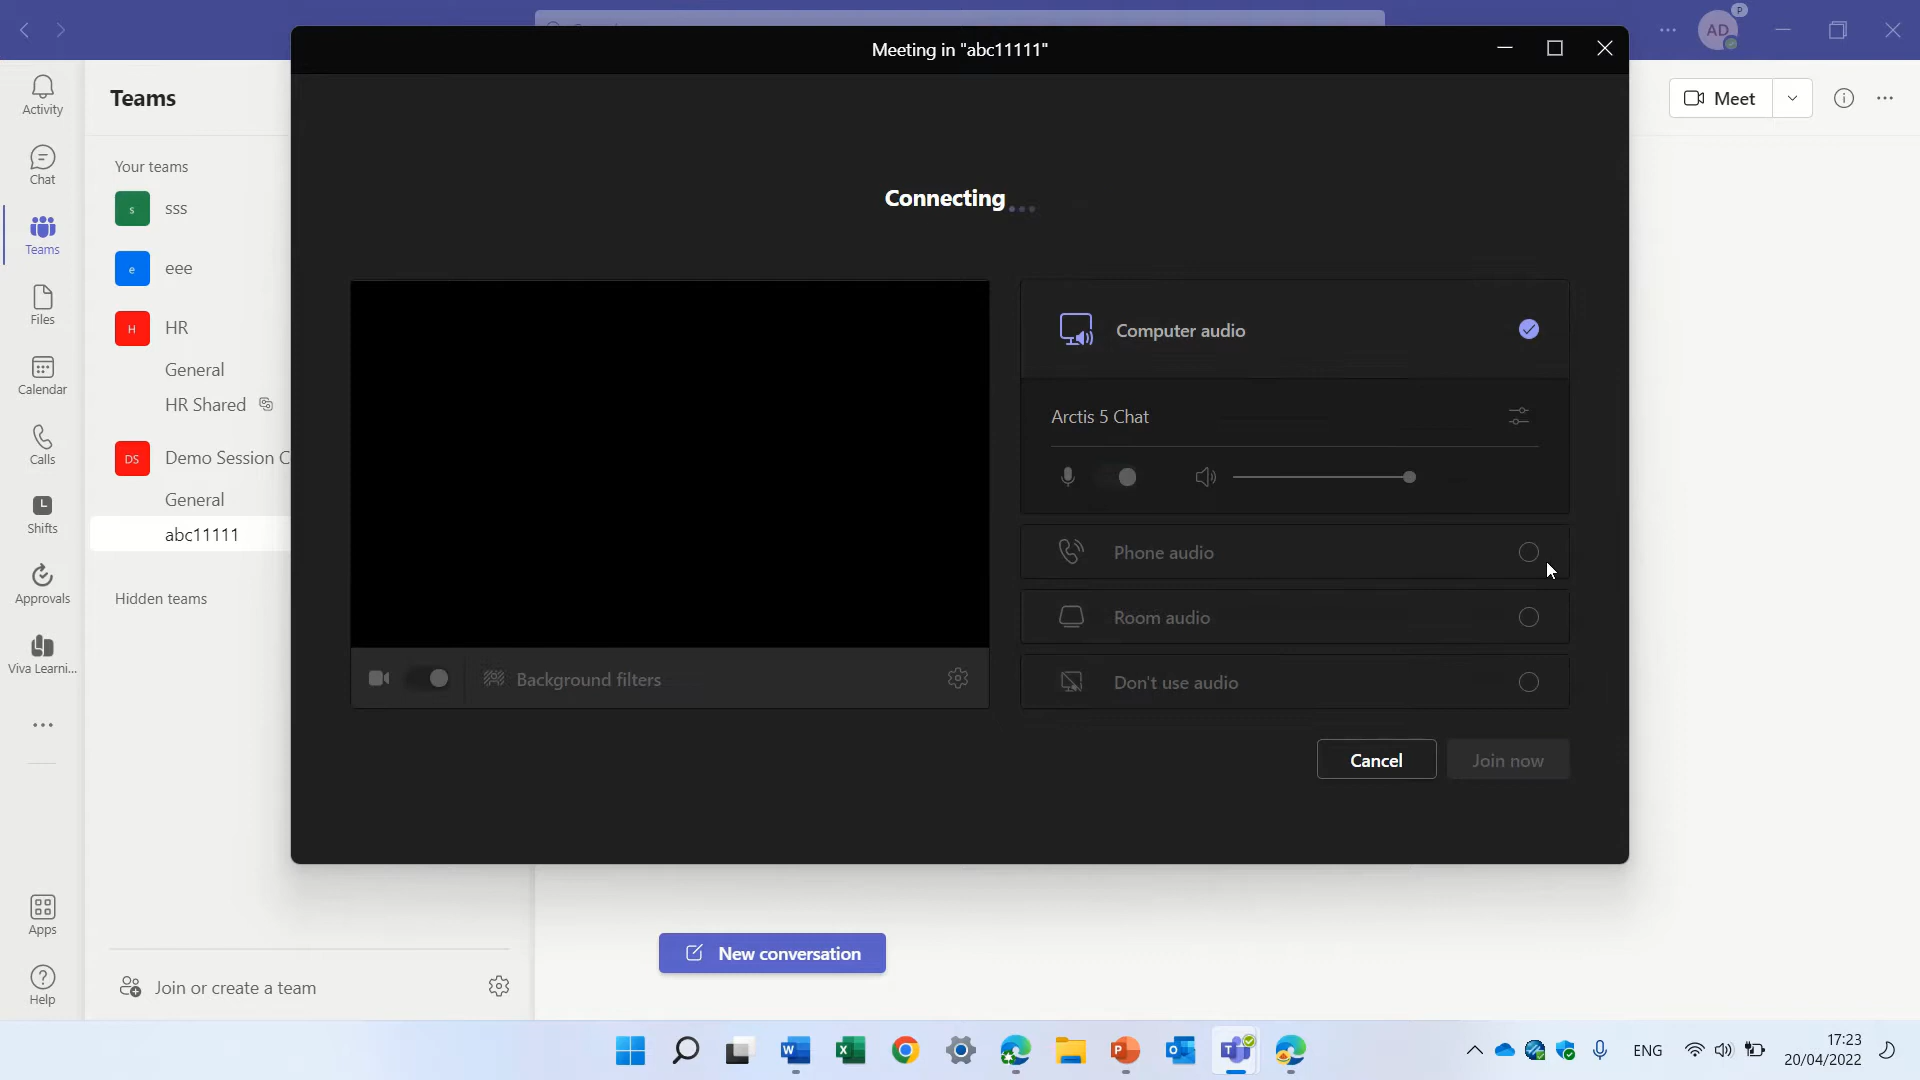 AD
P
Meeting in "abc11111"
Activity
Chat
Teams
Files
Calendar
Calls
Shifts
Approvals
Viva Learni...
Apps
Help
Teams
Your teams
s
sss
e
eee
H
HR
General
HR Shared
DS
Demo Session C
General
abc11111
Hidden teams
Join or create a team
Meet
Connecting...
Background filters
Computer audio
Arctis 5 Chat
Phone audio
Room audio
Don't use audio
Cancel
Join now
New conversation
ENG
17:23
20/04/2022